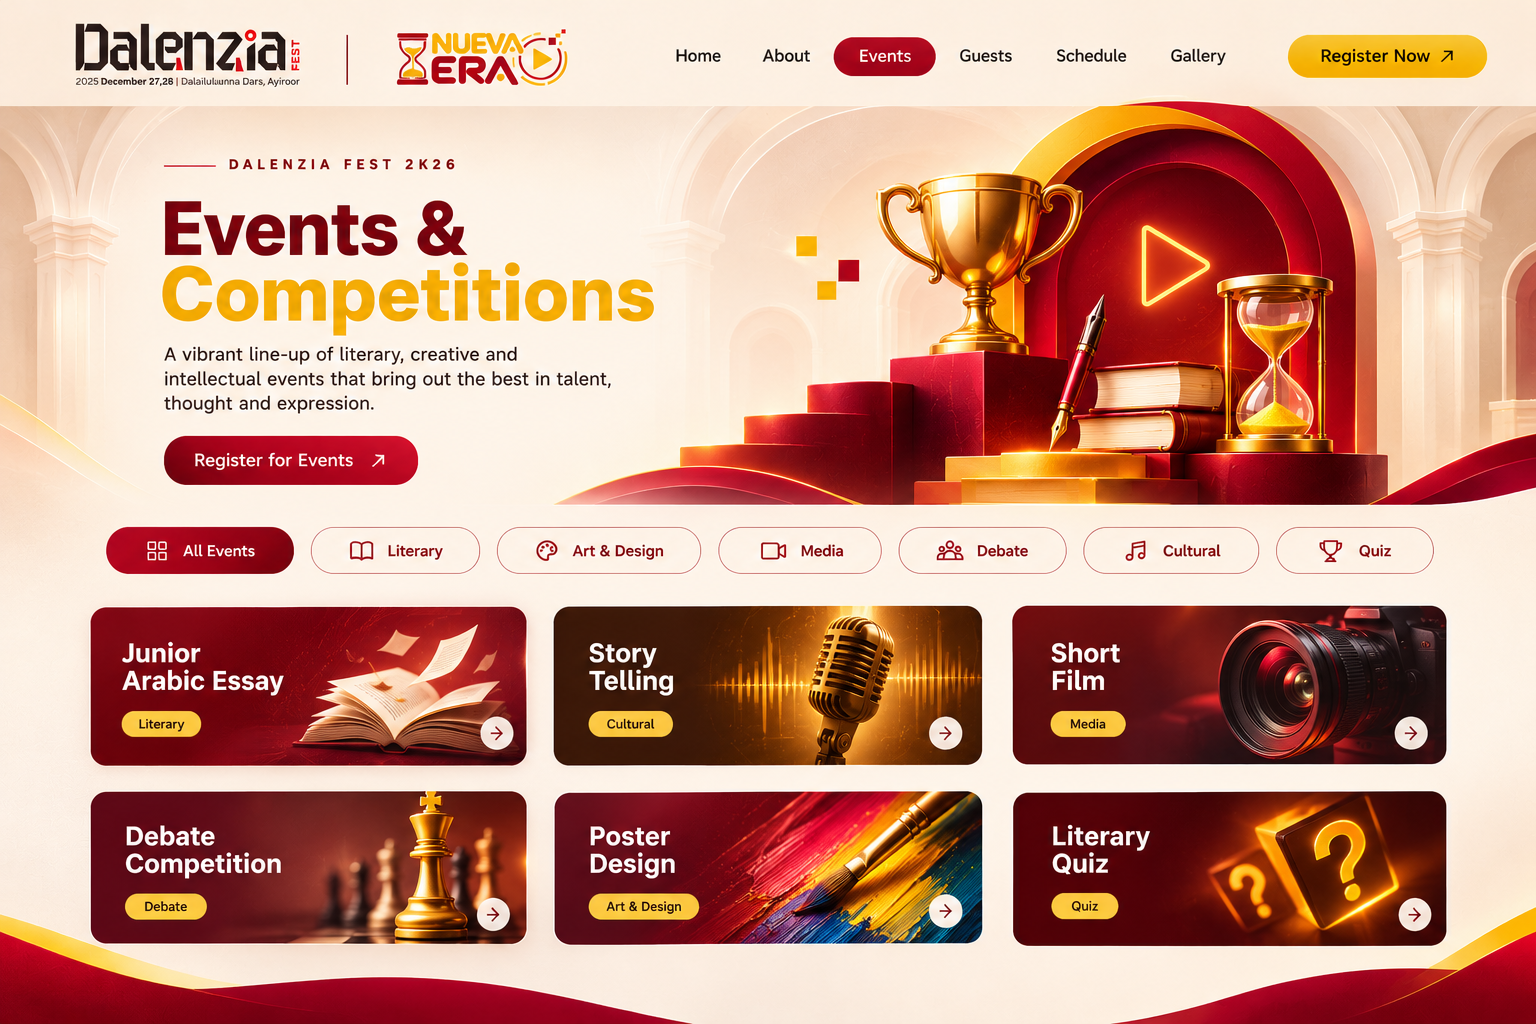 Dalenzia FEST
2025 December 27,28 | Dalailulunna Dars, Ayiroor
NUEVA
ERA
Home
About
Events
Guests
Schedule
Gallery
Register Now
DALENZIA FEST 2K26
Events &
Competitions
A vibrant line-up of literary, creative and
intellectual events that bring out the best in talent,
thought and expression.
Register for Events
All Events
Literary
Art & Design
Media
Debate
Cultural
Quiz
Junior
Arabic Essay
Literary
Story
Telling
Cultural
Short
Film
Media
Debate
Competition
Debate
Poster
Design
Art & Design
Literary
Quiz
Quiz
?
?